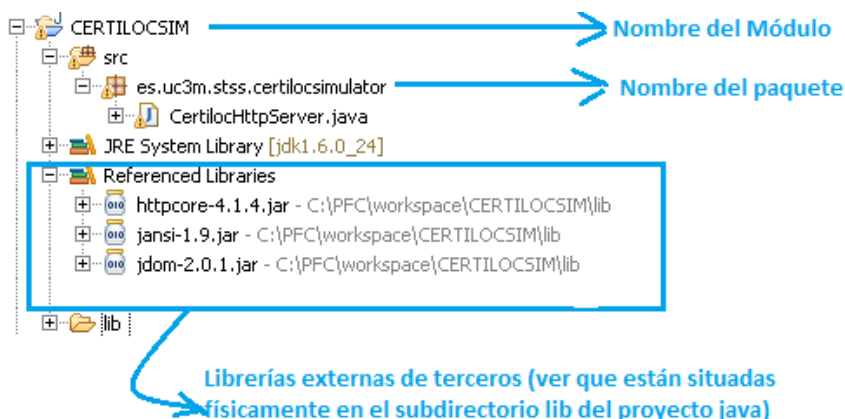 CERTILOCSIM Nombre del Módulo
src
es.uc3m.stss.certilocsimulator Nombre del paquete
CertilocHttpServer.java
JRE System Library [jdk1.6.0_24]
Referenced Libraries
httpcore-4.1.4.jar - C:\PFC\workspace\CERTILOCSIM\lib
jansi-1.9.jar - C:\PFC\workspace\CERTILOCSIM\lib
jdom-2.0.1.jar - C:\PFC\workspace\CERTILOCSIM\lib
lib
Librerías externas de terceros (ver que están situadas
físicamente en el subdirectorio lib del proyecto java)